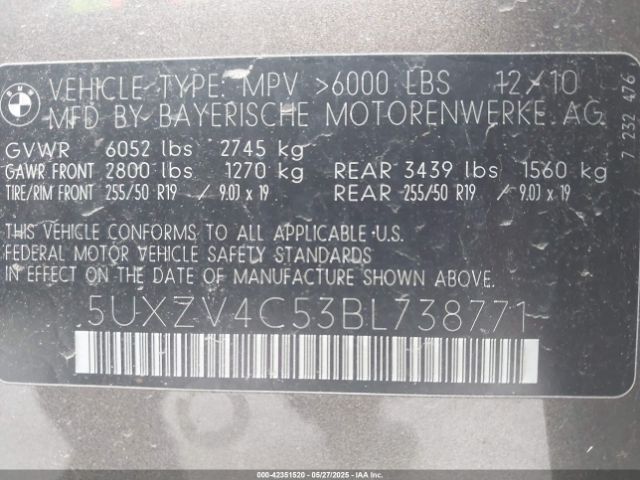 BMW
VEHICLE TYPE: MPV >6000 LBS 12/10
MFD BY BAYERISCHE MOTORENWERKE AG
7 232 476
GVWR 6052 lbs 2745 kg
GAWR FRONT 2800 lbs 1270 kg REAR 3439 lbs 1560 kg
TIRE/RIM FRONT 255/50 R19 / 9.0J x 19 REAR 255/50 R19 / 9.0J x 19
THIS VEHICLE CONFORMS TO ALL APPLICABLE U.S.
FEDERAL MOTOR VEHICLE SAFETY STANDARDS
IN EFFECT ON THE DATE OF MANUFACTURE SHOWN ABOVE.
5UXZV4C53BL738771
000-42351520 - 05/27/2025 - IAAI.COM